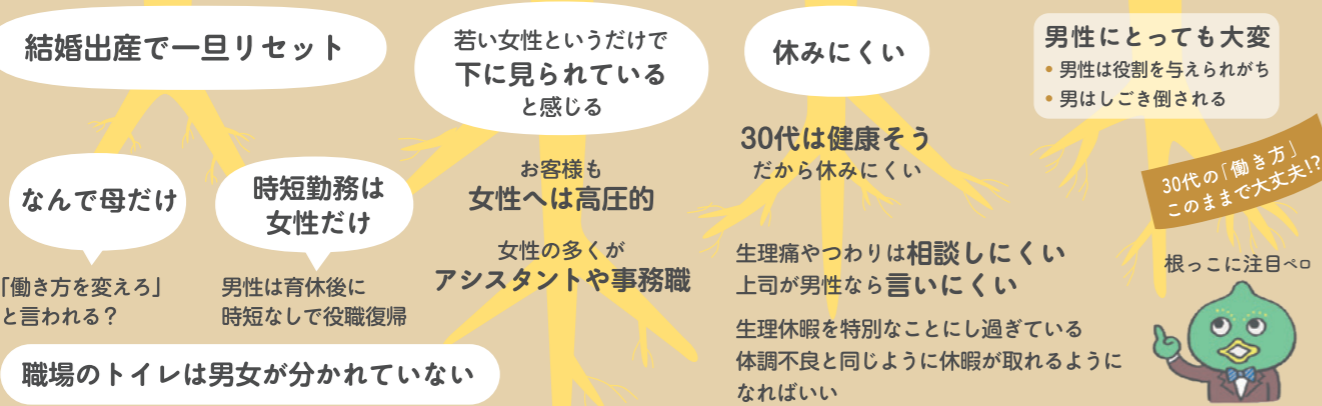 結婚出産で一旦リセット
なんで母だけ
「働き方を変えろ」
と言われる？
時短勤務は
女性だけ
男性は育休後に
時短なしで役職復帰
職場のトイレは男女が分かれていない
若い女性というだけで
下に見られている
と感じる
お客様も
女性へは高圧的
女性の多くが
アシスタントや事務職
休みにくい
30代は健康そう
だから休みにくい
生理痛やつわりは相談しにくい
上司が男性なら言いにくい
生理休暇を特別なことにし過ぎている
体調不良と同じように休暇が取れるように
なればいい
男性にとっても大変
• 男性は役割を与えられがち
• 男はしごき倒される
30代の「働き方」
このままで大丈夫!?
根っこに注目ペロ